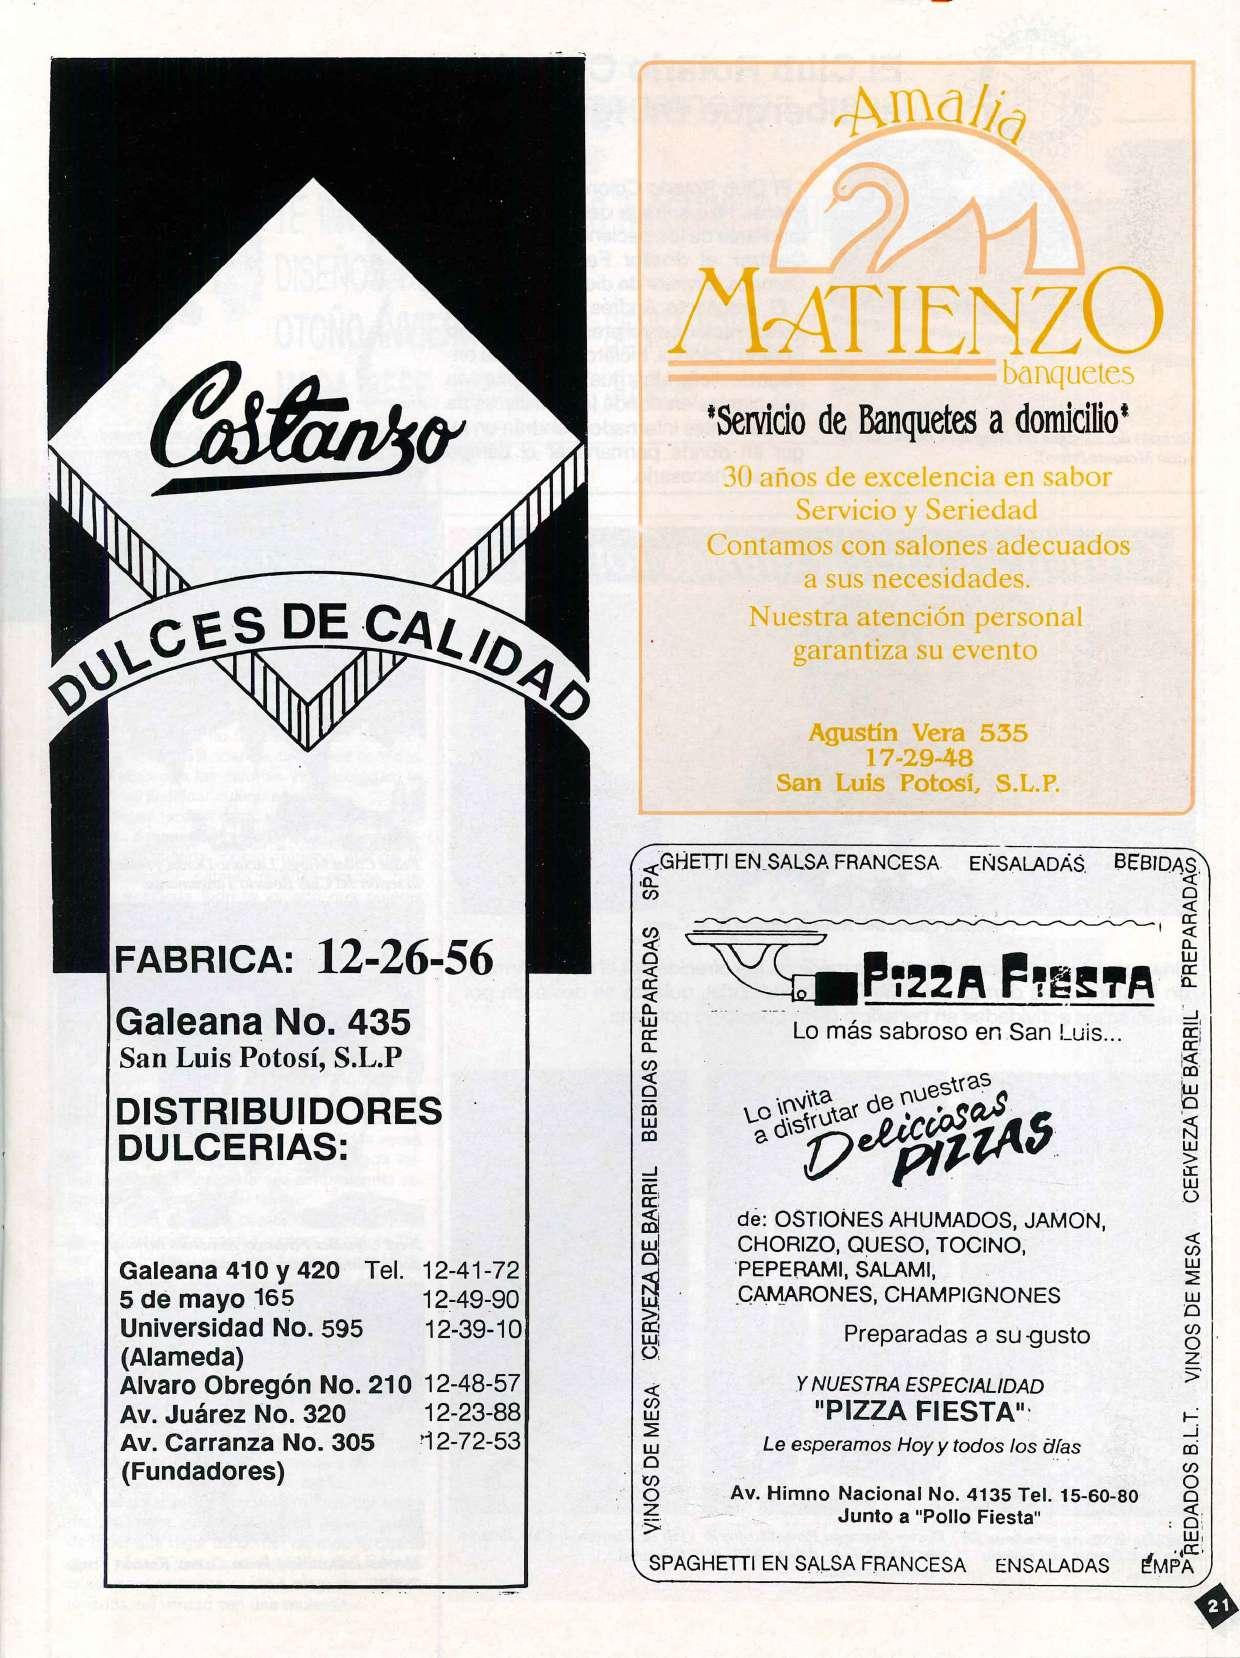 Costanzo
DULCES DE CALIDAD
FABRICA: 12-26-56
Galeana No. 435
San Luis Potosí, S.L.P
DISTRIBUIDORES
DULCERIAS:
Galeana 410 y 420 Tel. 12-41-72
5 de mayo 165 12-49-90
Universidad No. 595 12-39-10
(Alameda)
Alvaro Obregón No. 210 12-48-57
Av. Juárez No. 320 12-23-88
Av. Carranza No. 305 12-72-53
(Fundadores)
Amalia
MATIENZO
banquetes
*Servicio de Banquetes a domicilio*
30 años de excelencia en sabor
Servicio y Seriedad
Contamos con salones adecuados
a sus necesidades.
Nuestra atención personal
garantiza su evento
Agustín Vera 535
17-29-48
San Luis Potosí, S.L.P.
SPAGHETTI EN SALSA FRANCESA ENSALADAS BEBIDAS PREPARADAS CERVEZA DE BARRIL VINOS DE MESA
EMPAREDADOS B.L.T.
VINOS DE MESA CERVEZA DE BARRIL BEBIDAS PREPARADAS
SPAGHETTI EN SALSA FRANCESA ENSALADAS
PIZZA FIESTA
Lo más sabroso en San Luis...
Lo invita
a disfrutar de nuestras
Deliciosas
PIZZAS
de: OSTIONES AHUMADOS, JAMON,
CHORIZO, QUESO, TOCINO,
PEPERAMI, SALAMI,
CAMARONES, CHAMPIGNONES
Preparadas a su gusto
Y NUESTRA ESPECIALIDAD
"PIZZA FIESTA"
Le esperamos Hoy y todos los días
Av. Himno Nacional No. 4135 Tel. 15-60-80
Junto a "Pollo Fiesta"
21